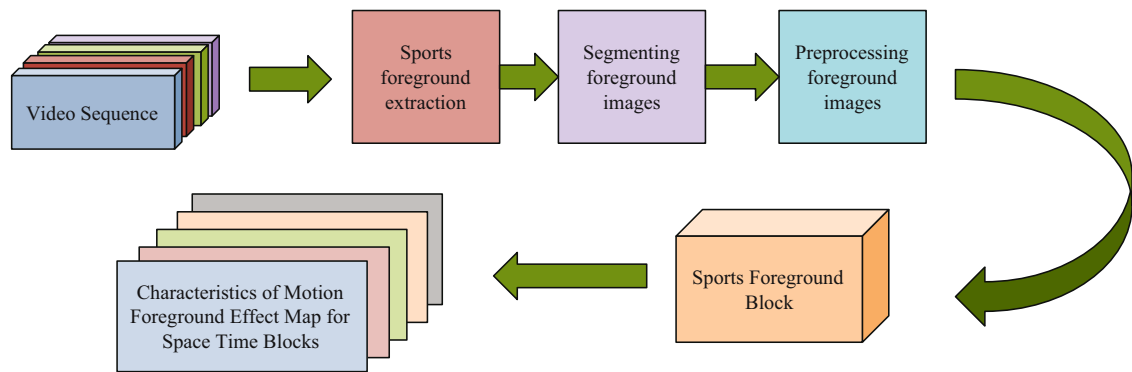 Video Sequence
Sports
foreground
extraction
Segmenting
foreground
images
Preprocessing
foreground
images
Sports Foreground
Block
Characteristics of Motion
Foreground Effect Map for
Space Time Blocks